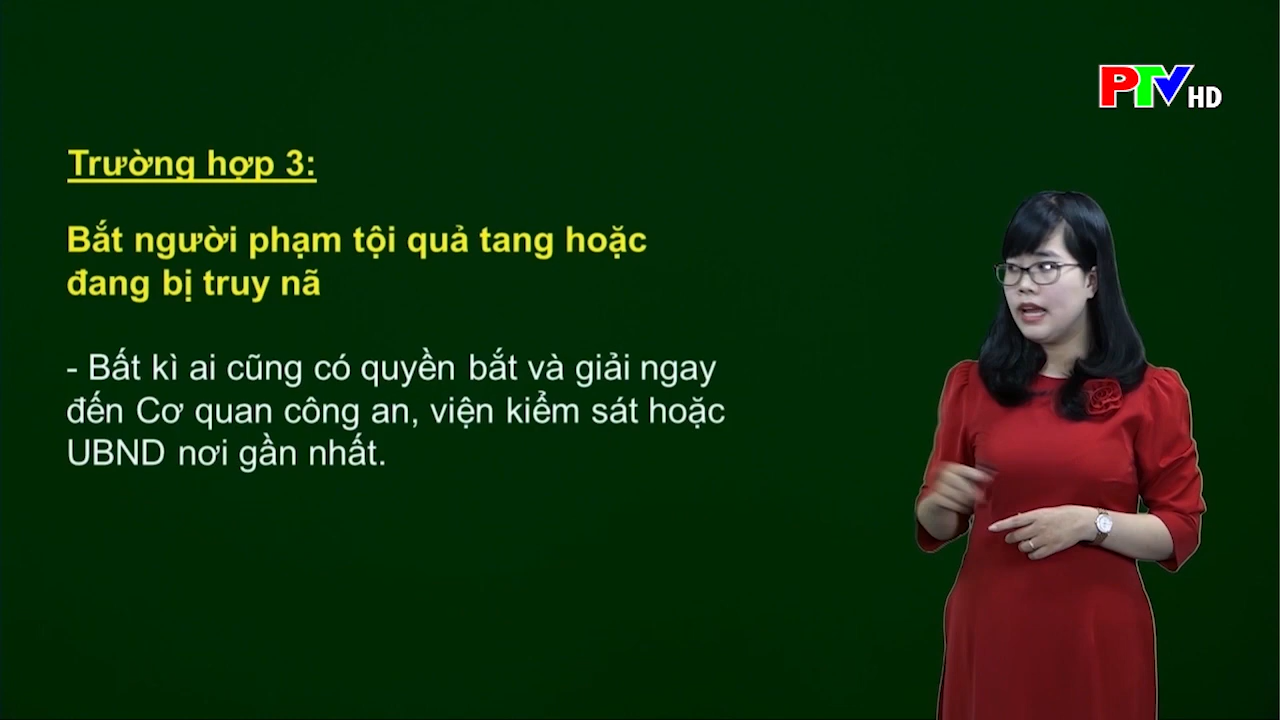 PTV HD
Trường hợp 3:
Bắt người phạm tội quả tang hoặc
đang bị truy nã
- Bất kì ai cũng có quyền bắt và giải ngay
đến Cơ quan công an, viện kiểm sát hoặc
UBND nơi gần nhất.